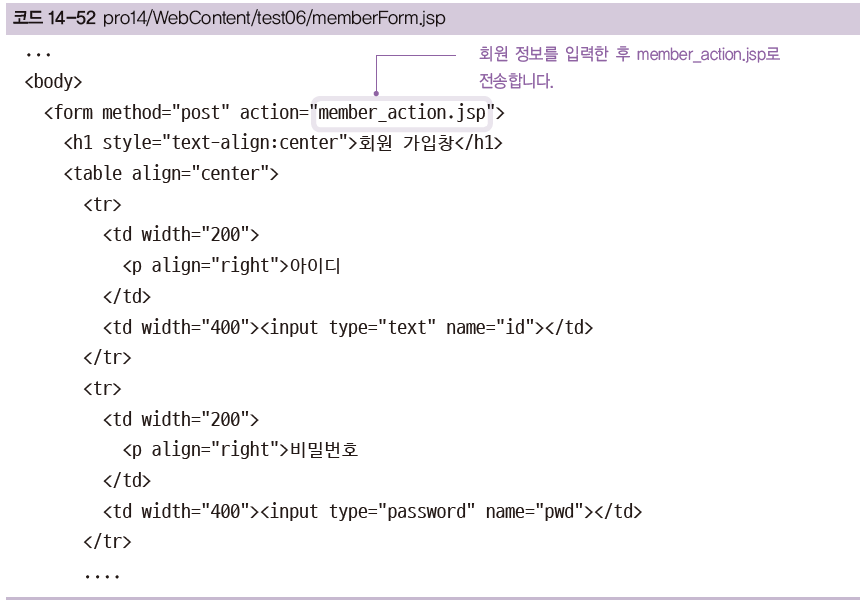 코드 14-52 pro14/WebContent/test06/memberForm.jsp
...
회원 정보를 입력한 후 member_action.jsp로
전송합니다.
<body>
<form method="post" action="member_action.jsp">
<h1 style="text-align:center">회원 가입창</h1>
<table align="center">
<tr>
<td width="200">
<p align="right">아이디
</td>
<td width="400"><input type="text" name="id"></td>
</tr>
<tr>
<td width="200">
<p align="right">비밀번호
</td>
<td width="400"><input type="password" name="pwd"></td>
</tr>
....